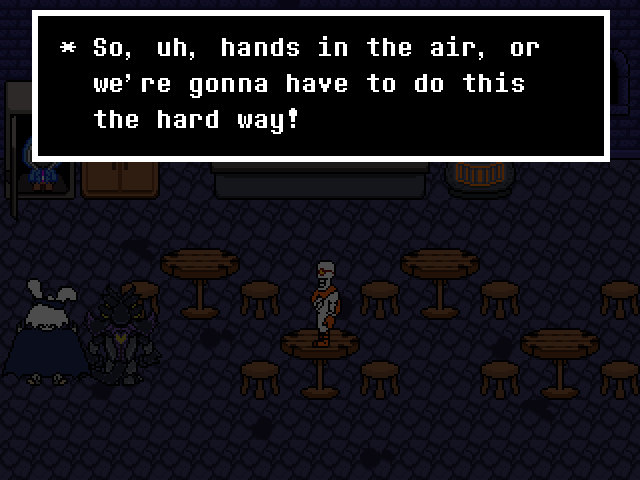 * So, uh, hands in the air, or
we're gonna have to do this
the hard way!